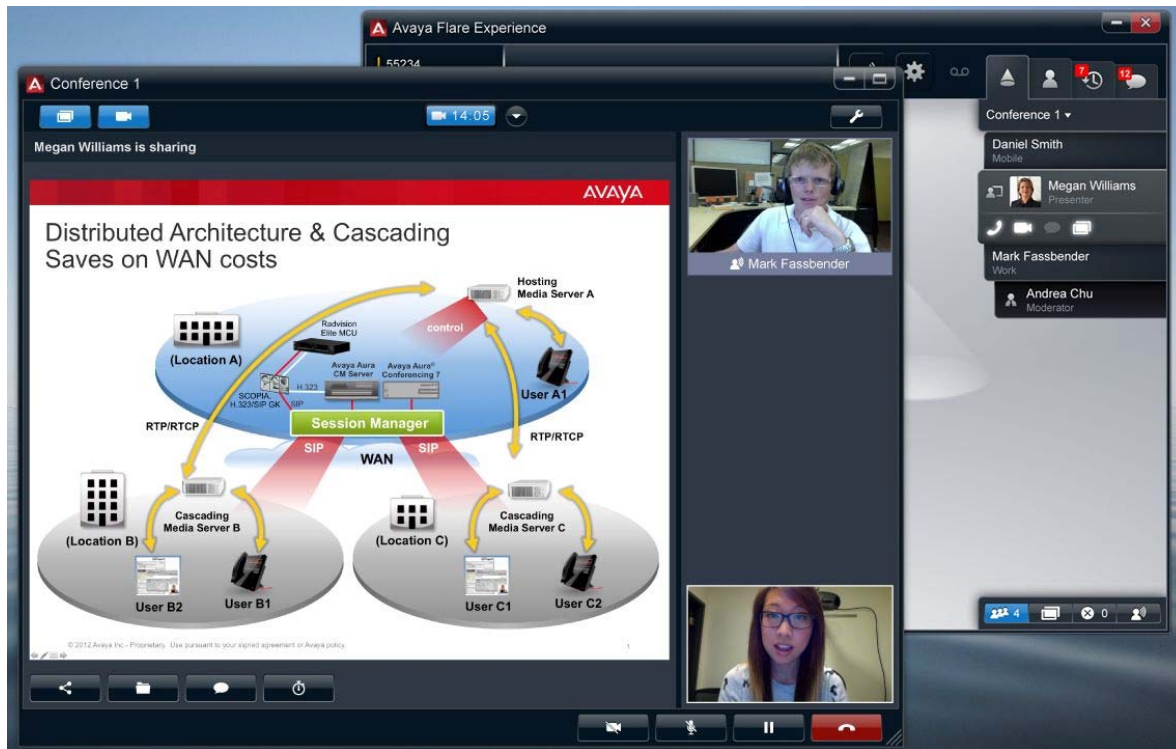 Avaya Flare Experience
55234
Conference 1
14:05
Megan Williams is sharing
AVAYA
Distributed Architecture & Cascading
Saves on WAN costs
Hosting
Media Server A
control
Radvision
Elite MCU
(Location A)
Avaya Aura
CM Server
Avaya Aura®
Conferencing 7
H.323
SCOPIA,
H.323/SIP GK
SIP
User A1
Session Manager
RTP/RTCP
RTP/RTCP
SIP
SIP
WAN
Cascading
Media Server B
(Location B)
User B2
User B1
Cascading
Media Server C
(Location C)
User C1
User C2
© 2012 Avaya Inc.- Proprietary. Use pursuant to your signed agreement or Avaya policy.
1
Mark Fassbender
7
12
Conference 1
Daniel Smith
Mobile
Megan Williams
Presenter
Mark Fassbender
Work
Andrea Chu
Moderator
4
0